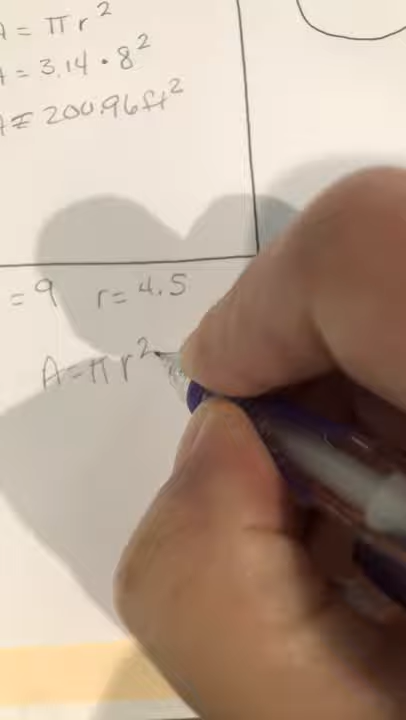 A = πr²
A = 3.14 · 8²
A = 200.96ft²
= 9 r = 4.5
A = πr²